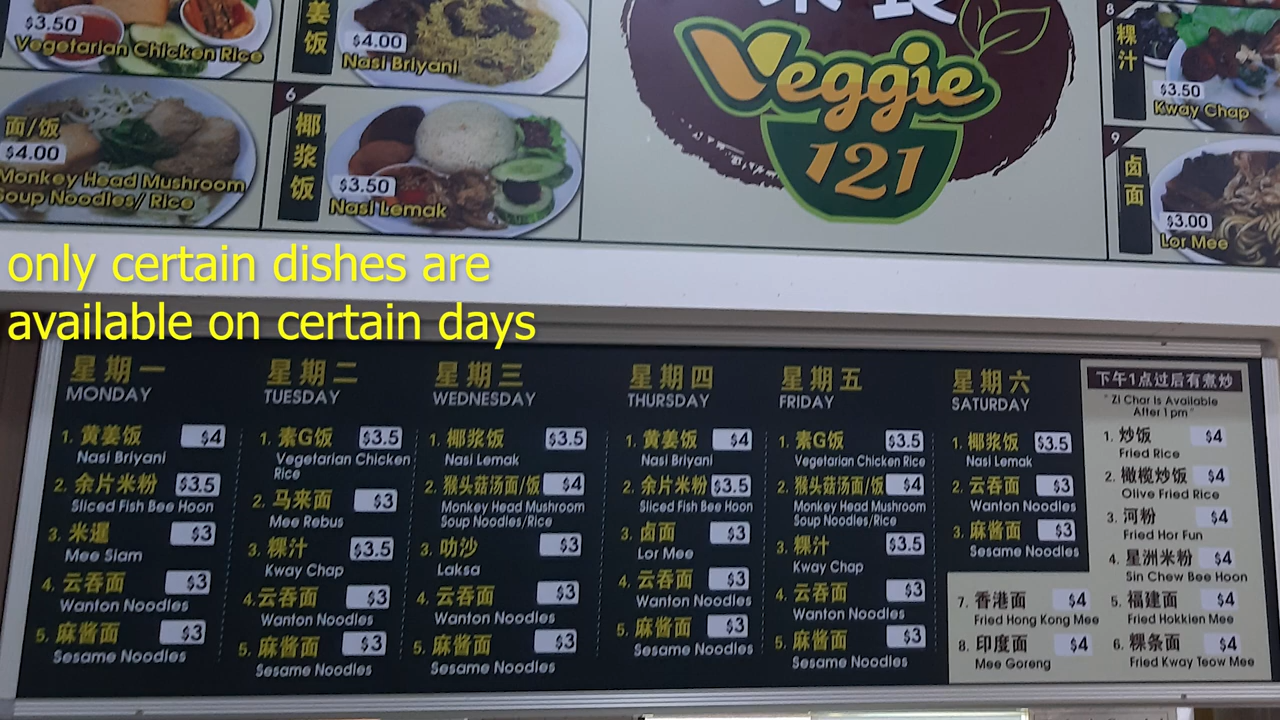 $3.50
Vegetarian Chicken Rice
姜
饭
$4.00
Nasi Briyani
面/饭
$4.00
Monkey Head Mushroom
Soup Noodles/ Rice
6
椰
浆
饭
$3.50
Nasi Lemak
Veggie
121
8
粿
汁
$3.50
Kway Chap
9
卤
面
$3.00
Lor Mee
only certain dishes are
available on certain days
星期一
MONDAY
1. 黄姜饭 $4
Nasi Briyani
2. 余片米粉 $3.5
Sliced Fish Bee Hoon
3. 米暹 $3
Mee Siam
4. 云吞面 $3
Wanton Noodles
5. 麻酱面 $3
Sesame Noodles
星期二
TUESDAY
1. 素G饭 $3.5
Vegetarian Chicken
Rice
2. 马来面 $3
Mee Rebus
3. 粿汁 $3.5
Kway Chap
4. 云吞面 $3
Wanton Noodles
5. 麻酱面 $3
Sesame Noodles
星期三
WEDNESDAY
1. 椰浆饭 $3.5
Nasi Lemak
2. 猴头菇汤面/饭 $4
Monkey Head Mushroom
Soup Noodles/Rice
3. 叻沙 $3
Laksa
4. 云吞面 $3
Wanton Noodles
5. 麻酱面 $3
Sesame Noodles
星期四
THURSDAY
1. 黄姜饭 $4
Nasi Briyani
2. 余片米粉 $3.5
Sliced Fish Bee Hoon
3. 卤面 $3
Lor Mee
4. 云吞面 $3
Wanton Noodles
5. 麻酱面 $3
Sesame Noodles
星期五
FRIDAY
1. 素G饭 $3.5
Vegetarian Chicken Rice
2. 猴头菇汤面/饭 $4
Monkey Head Mushroom
Soup Noodles/Rice
3. 粿汁 $3.5
Kway Chap
4. 云吞面 $3
Wanton Noodles
5. 麻酱面 $3
Sesame Noodles
星期六
SATURDAY
1. 椰浆饭 $3.5
Nasi Lemak
2. 云吞面 $3
Wanton Noodles
3. 麻酱面 $3
Sesame Noodles
下午1点过后有煮炒
"Zi Char Is Available
After 1pm"
1. 炒饭 $4
Fried Rice
2. 橄榄炒饭 $4
Olive Fried Rice
3. 河粉 $4
Fried Hor Fun
4. 星洲米粉 $4
Sin Chew Bee Hoon
5. 福建面 $4
Fried Hokkien Mee
6. 粿条面 $4
Fried Kway Teow Mee
7. 香港面 $4
Fried Hong Kong Mee
8. 印度面 $4
Mee Goreng